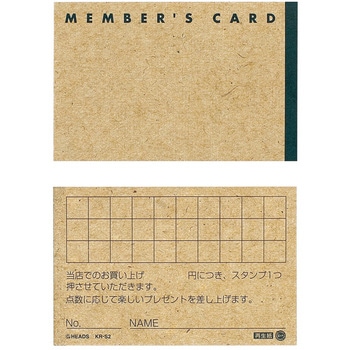 MEMBER'S CARD
当店でのお買い上げ 円につき、スタンプ1つ
押させていただきます。
点数に応じて楽しいプレゼントを差し上げます。
No. NAME
HEADS KR-S2 再生紙